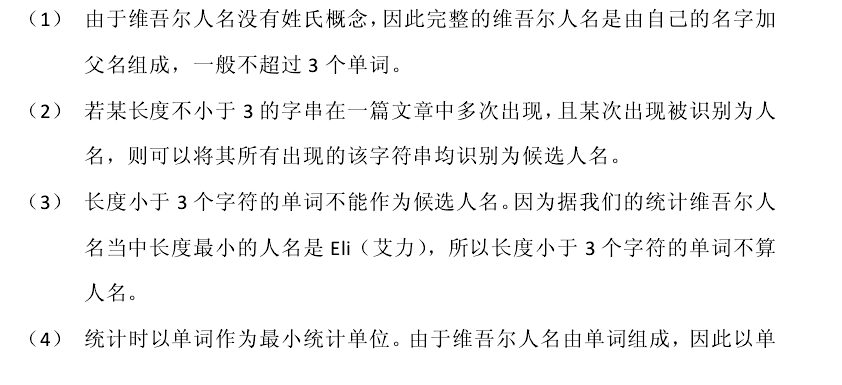 （1） 由于维吾尔人名没有姓氏概念，因此完整的维吾尔人名是由自己的名字加
父名组成，一般不超过 3 个单词。
（2） 若某长度不小于 3 的字串在一篇文章中多次出现，且某次出现被识别为人
名，则可以将其所有出现的该字符串均识别为候选人名。
（3） 长度小于 3 个字符的单词不能作为候选人名。因为据我们的统计维吾尔人
名当中长度最小的人名是 Eli（艾力），所以长度小于 3 个字符的单词不算
人名。
（4） 统计时以单词作为最小统计单位。由于维吾尔人名由单词组成，因此以单